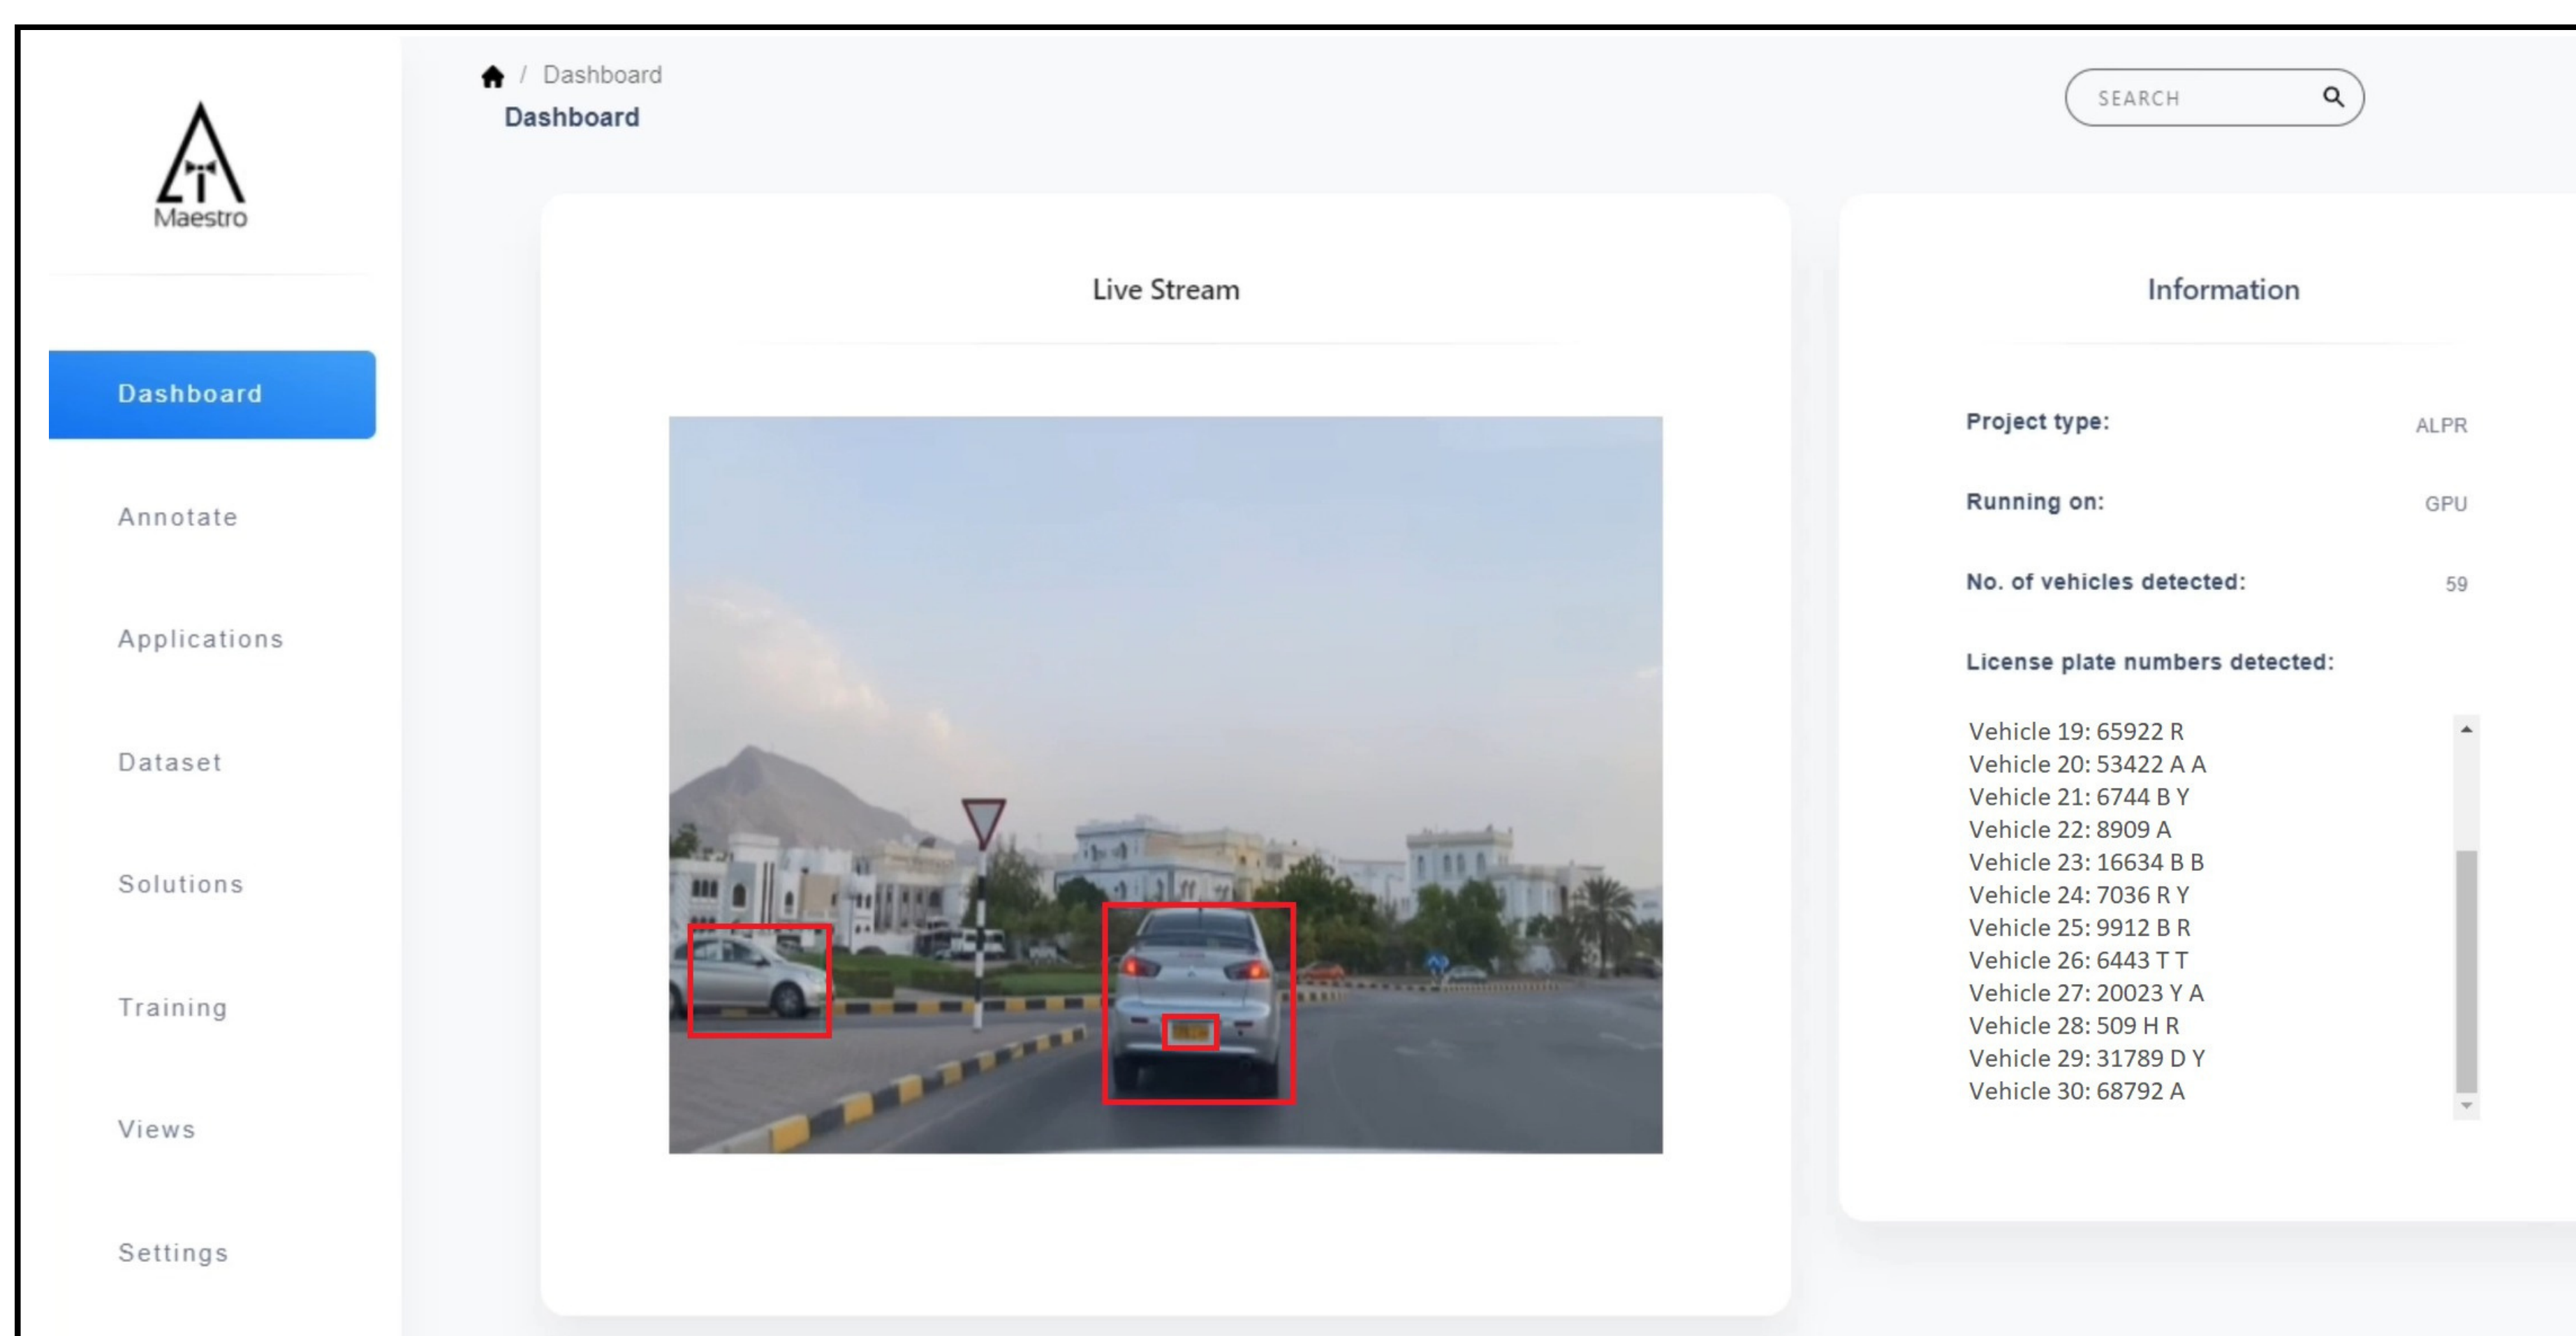 / Dashboard
Dashboard
SEARCH
Maestro
Dashboard
Annotate
Applications
Dataset
Solutions
Training
Views
Settings
Live Stream
Information
Project type: ALPR
Running on: GPU
No. of vehicles detected: 59
License plate numbers detected:
Vehicle 19: 65922 R
Vehicle 20: 53422 A A
Vehicle 21: 6744 B Y
Vehicle 22: 8909 A
Vehicle 23: 16634 B B
Vehicle 24: 7036 R Y
Vehicle 25: 9912 B R
Vehicle 26: 6443 T T
Vehicle 27: 20023 Y A
Vehicle 28: 509 H R
Vehicle 29: 31789 D Y
Vehicle 30: 68792 A